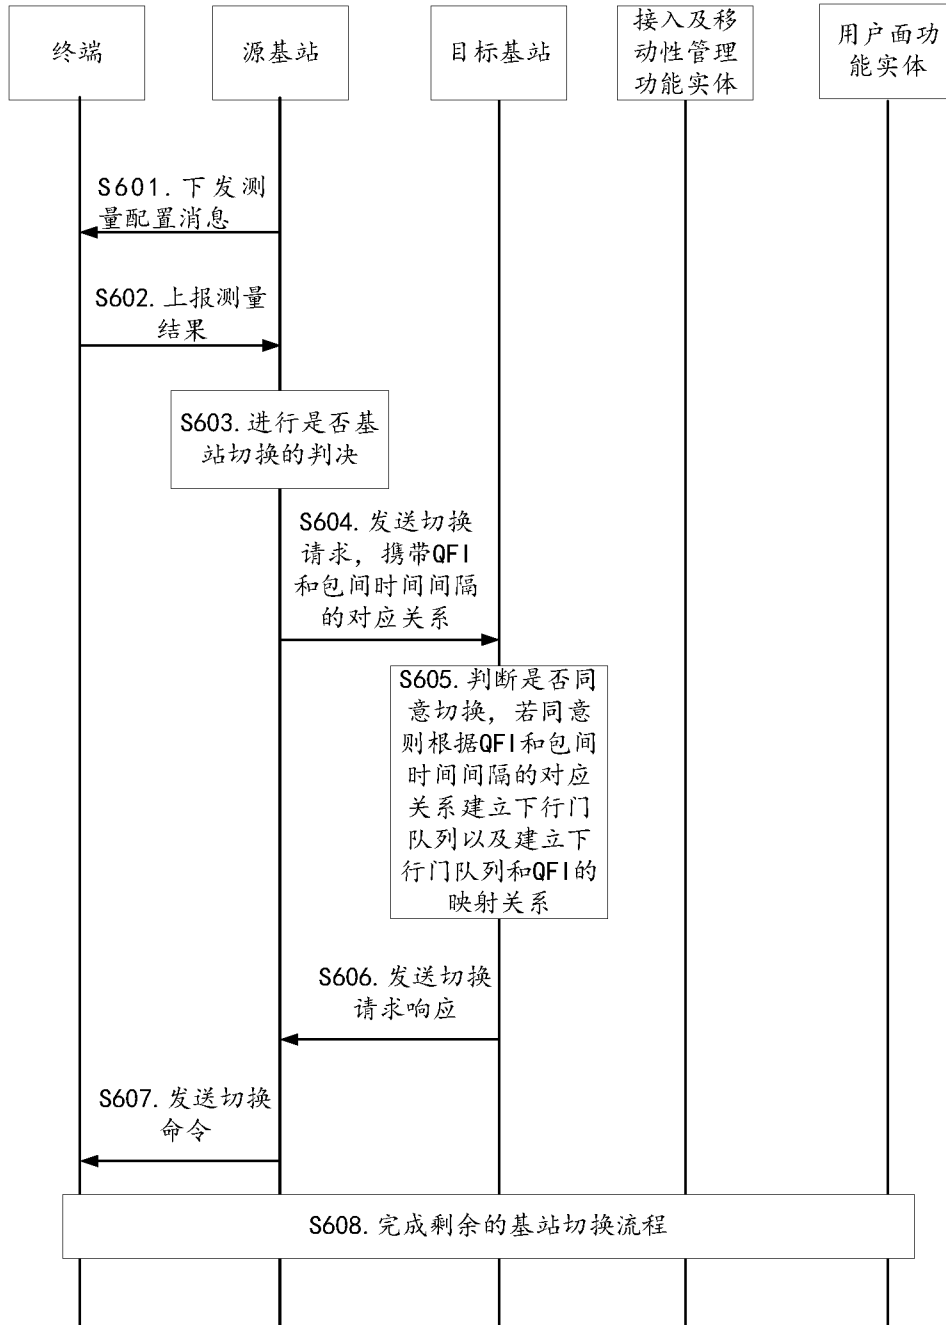 终端
源基站
目标基站
接入及移
动性管理
功能实体
用户面功
能实体
S601.下发测
量配置消息
S602.上报测量
结果
S603.进行是否基
站切换的判决
S604.发送切换
请求，携带QFI
和包间时间间隔
的对应关系
S605.判断是否同
意切换，若同意
则根据QFI和包间
时间间隔的对应
关系建立下行门
队列以及建立下
行门队列和QFI的
映射关系
S606.发送切换
请求响应
S607.发送切换
命令
S608.完成剩余的基站切换流程